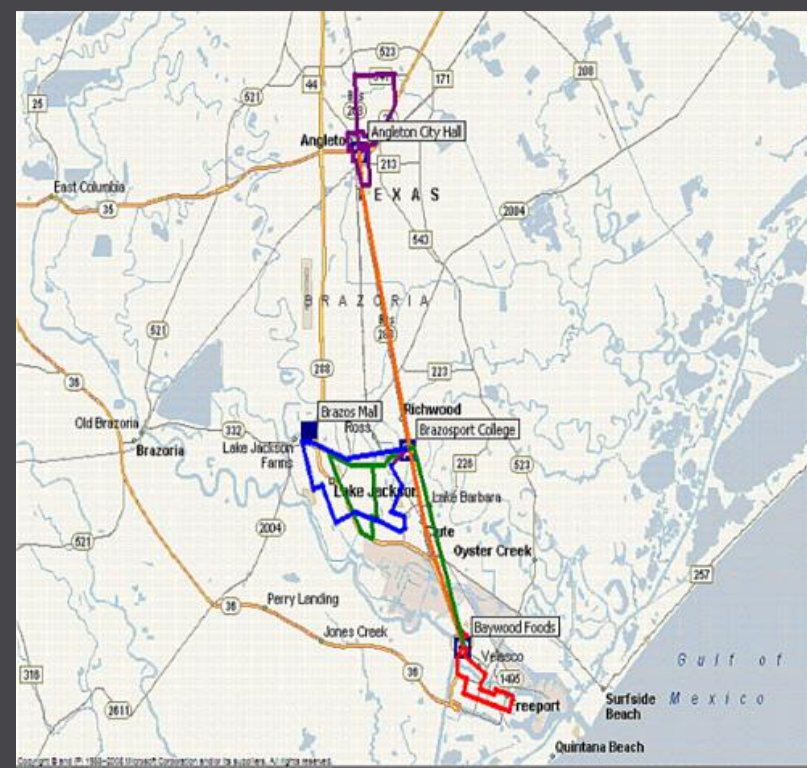 523
44
171
208
521
25
Angleton City Hall
213
East Columbia
35
TEXAS
2004
543
BRAZORIA
521
288
223
36
Brazos Mall
Richwood
Old Brazoria
332
Ross
Brazosport College
Brazoria
Lake Jackson
Farms
226
523
Lake Jackson
Lake Barbara
2004
521
Oyster Creek
257
36
Perry Landing
Baywood Foods
Jones Creek
Velasco
Gulf of
316
36
1495
Mexico
2611
Freeport
Surfside
Beach
Quintana Beach